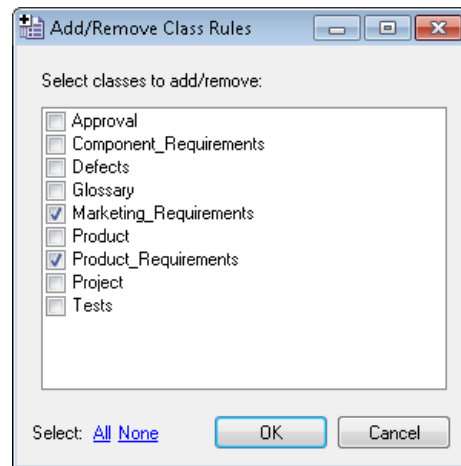 Add/Remove Class Rules
Select classes to add/remove:
Approval
Component_Requirements
Defects
Glossary
Marketing_Requirements
Product
Product_Requirements
Project
Tests
Select: All None OK Cancel